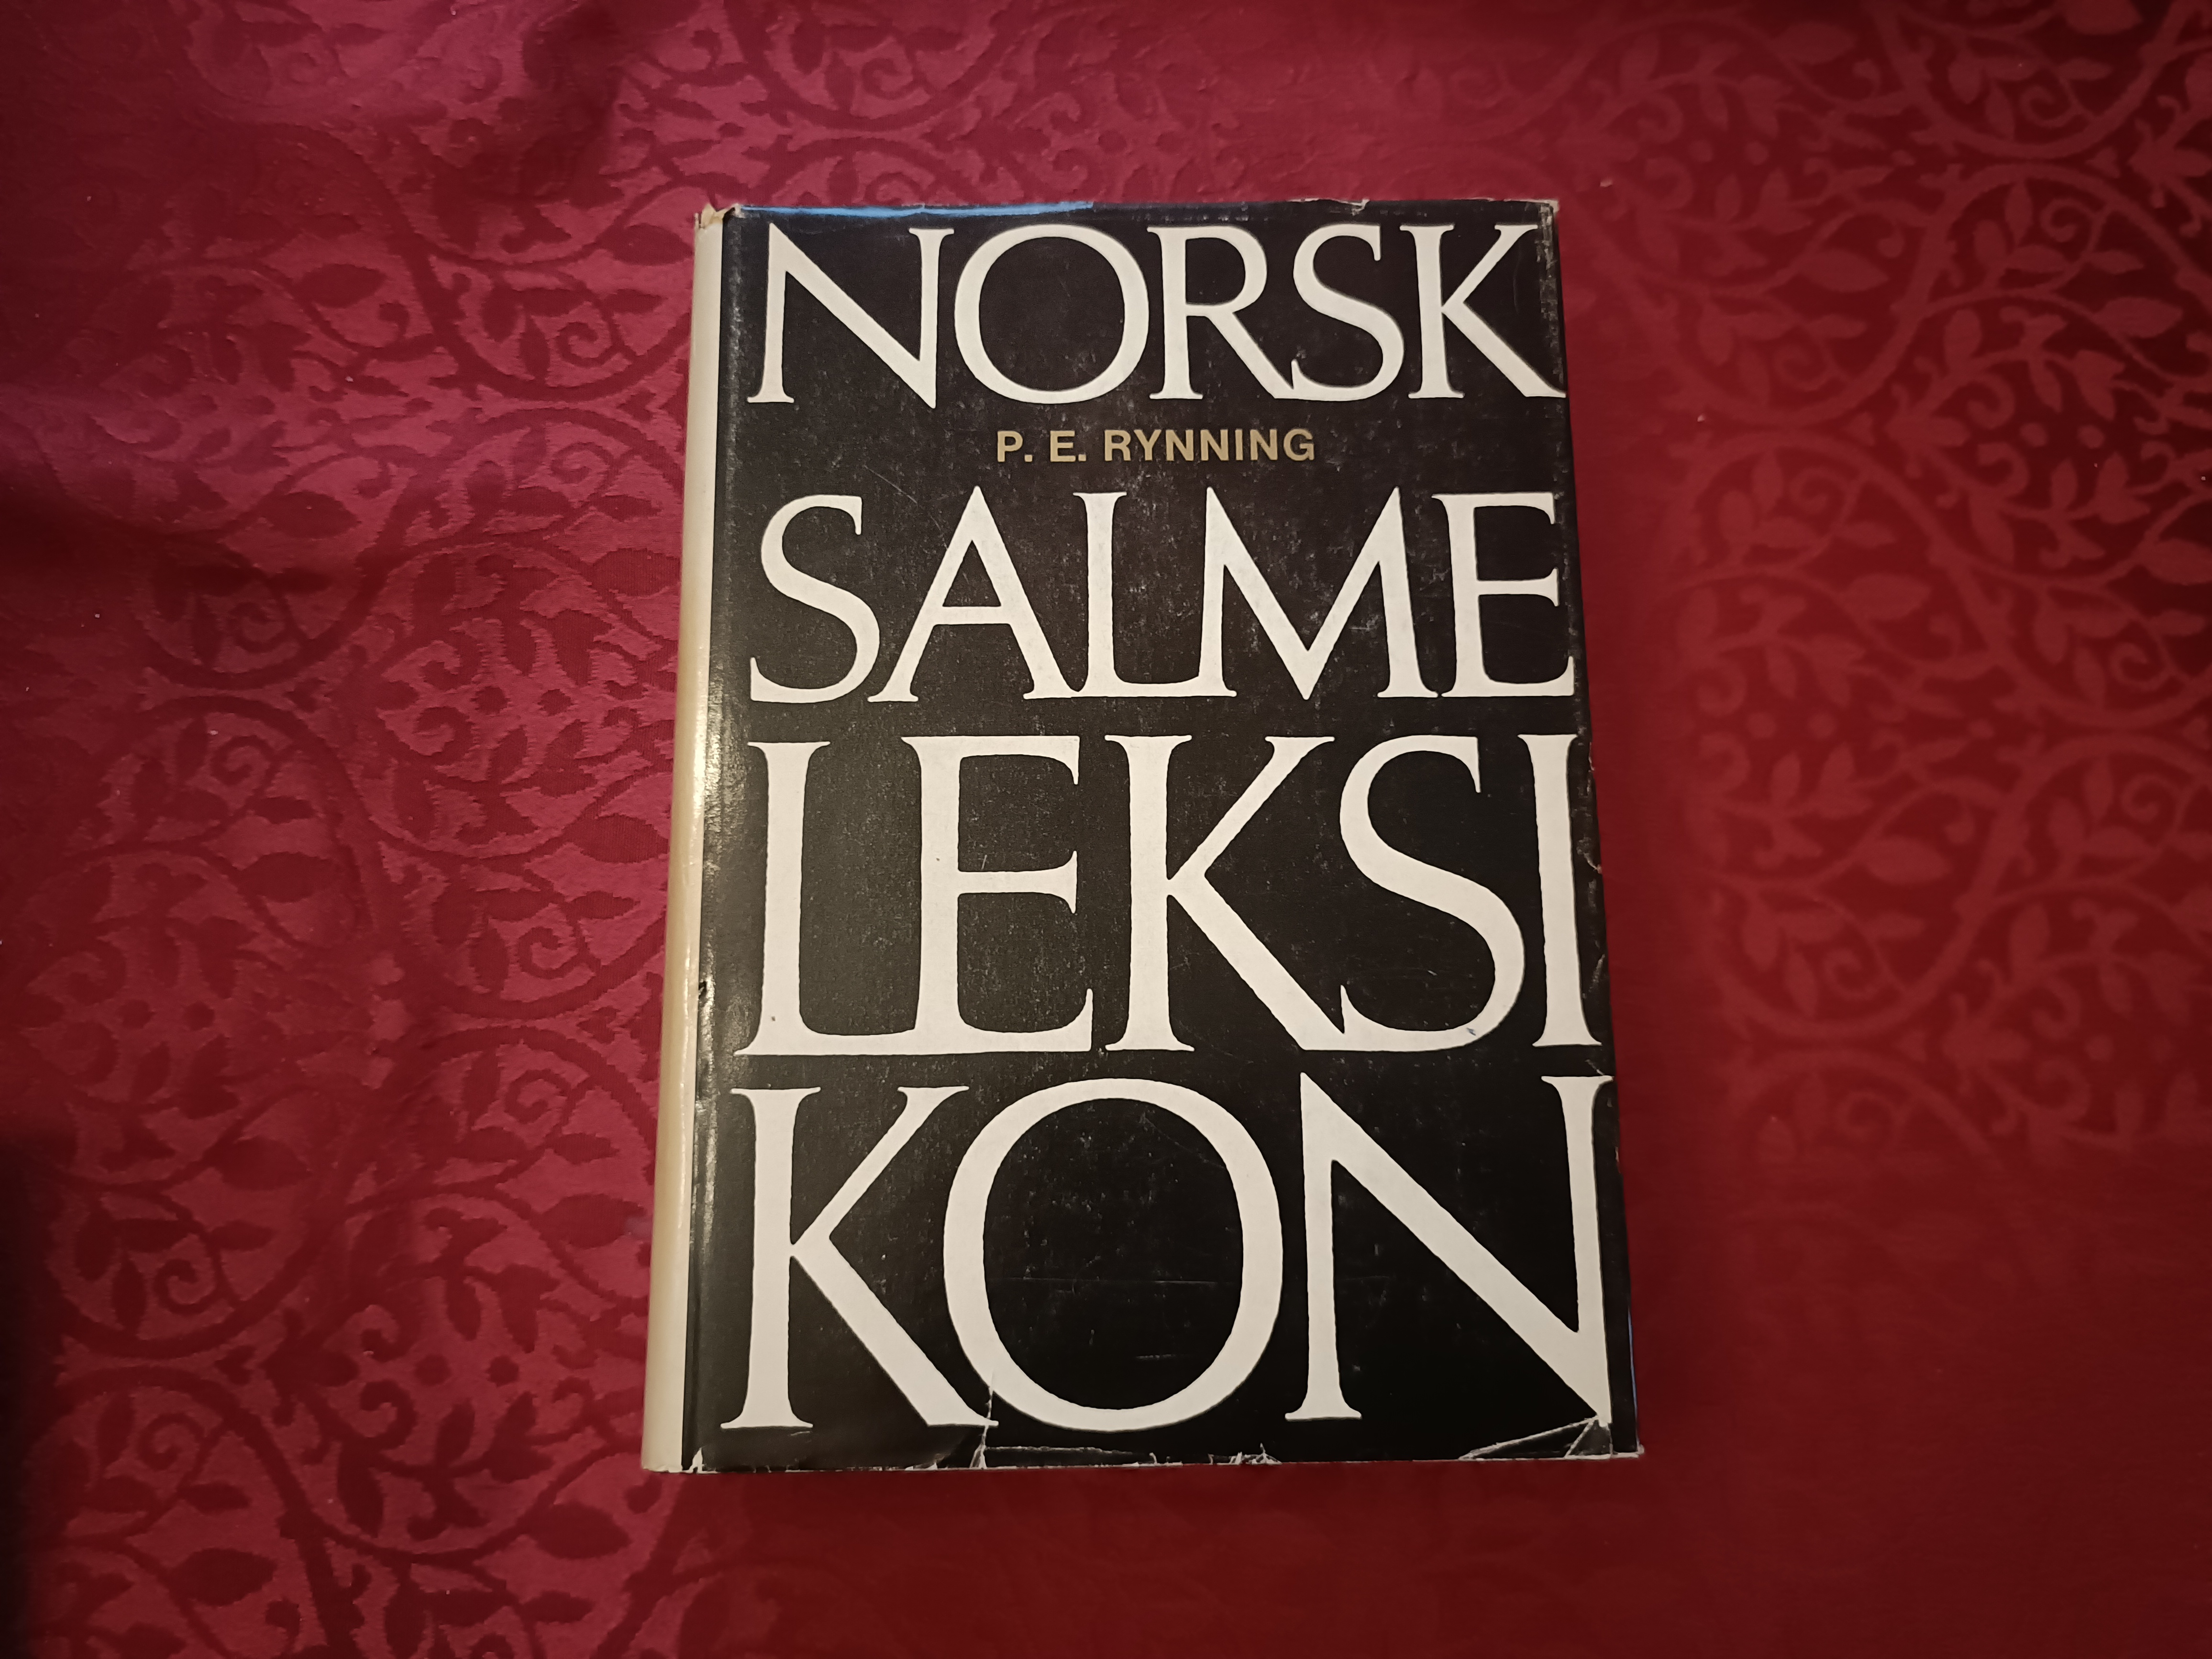 NORSK
P. E. RYNNING
SALME
LEKSI
KON